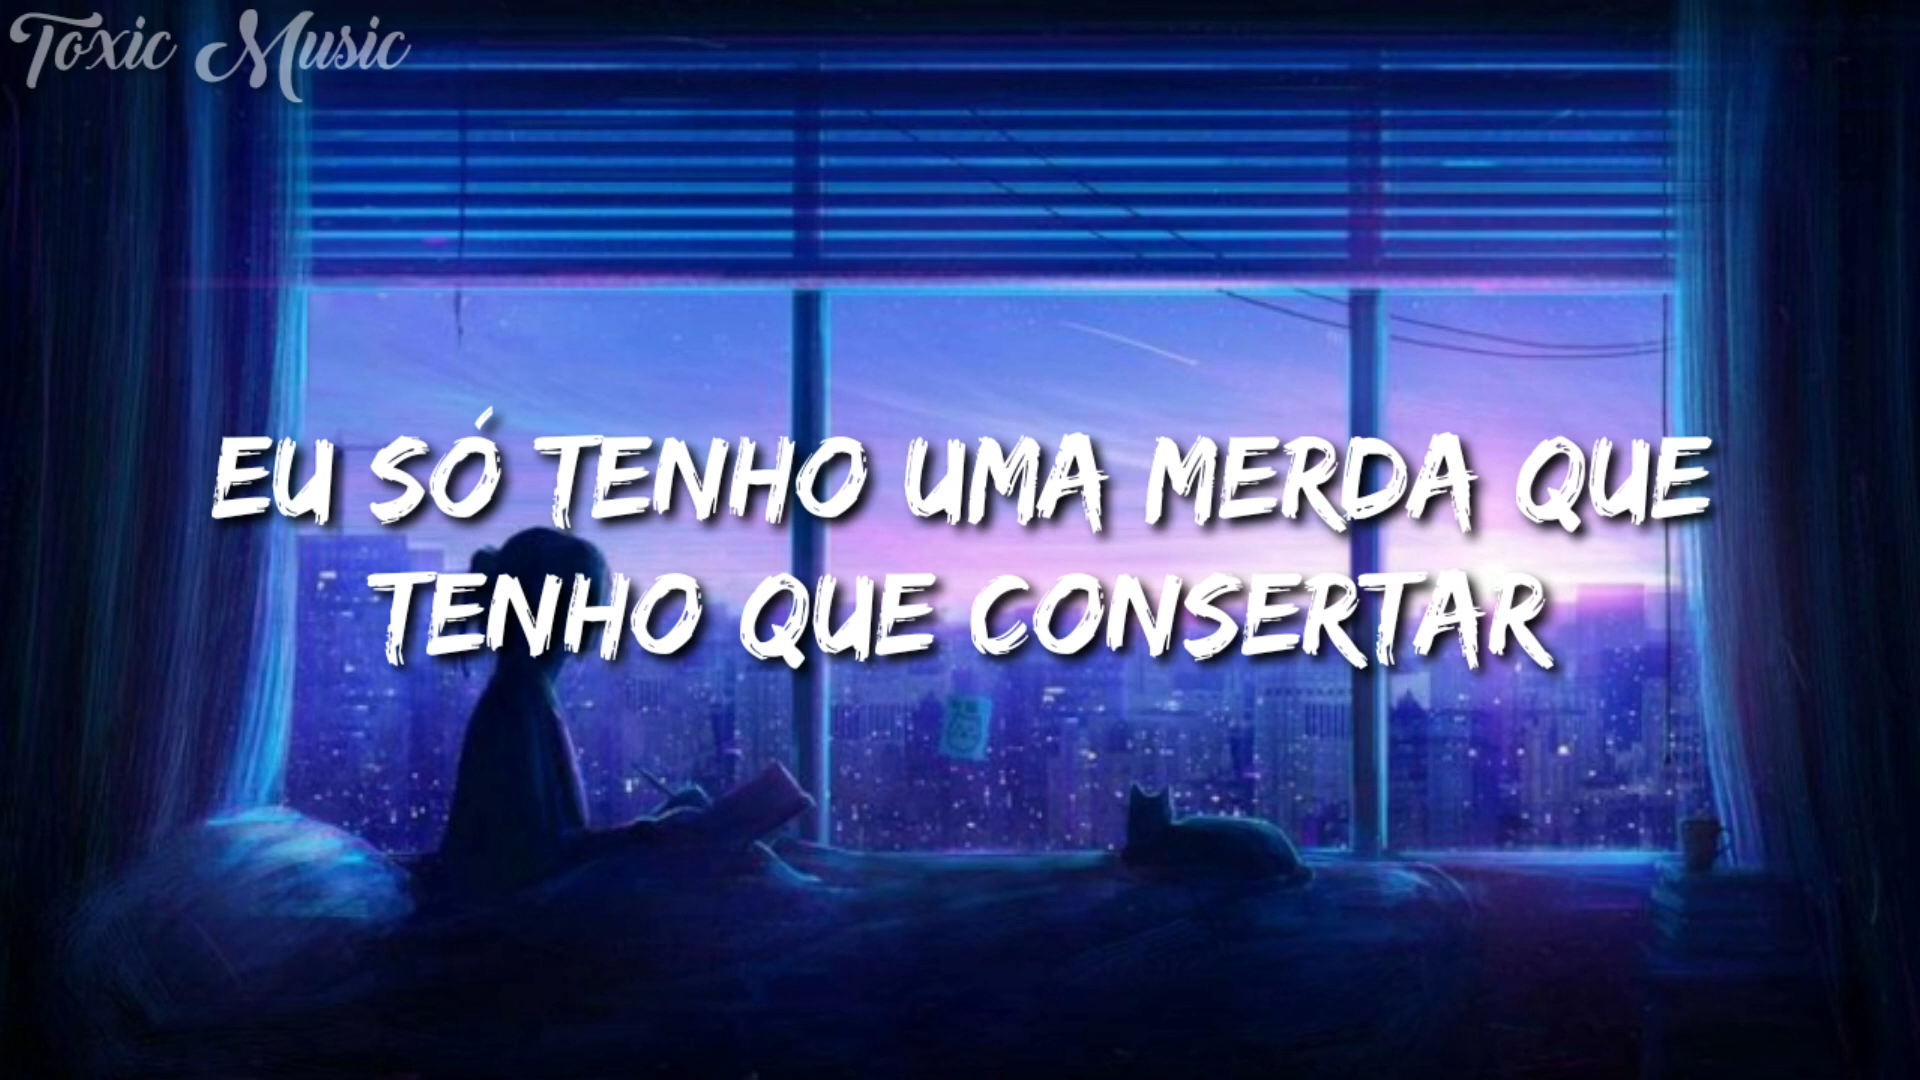 Toxic Music
EU SÓ TENHO UMA MERDA QUE
TENHO QUE CONSERTAR